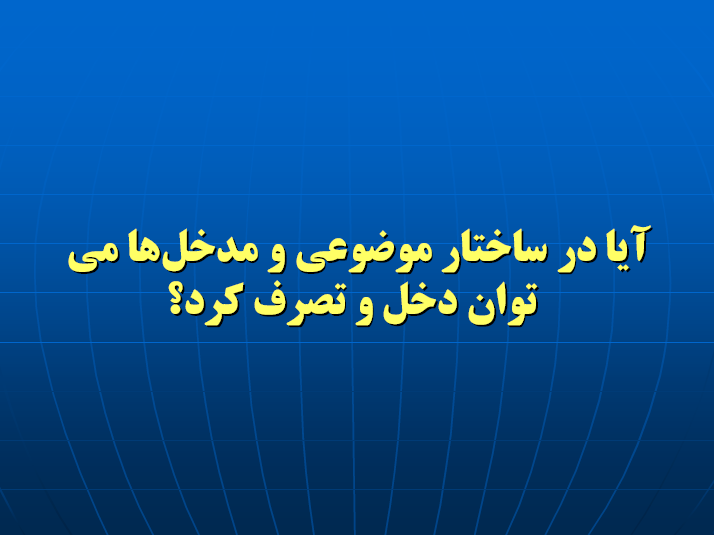 آیا در ساختار موضوعی و مدخل‌ها می
توان دخل و تصرف کرد؟